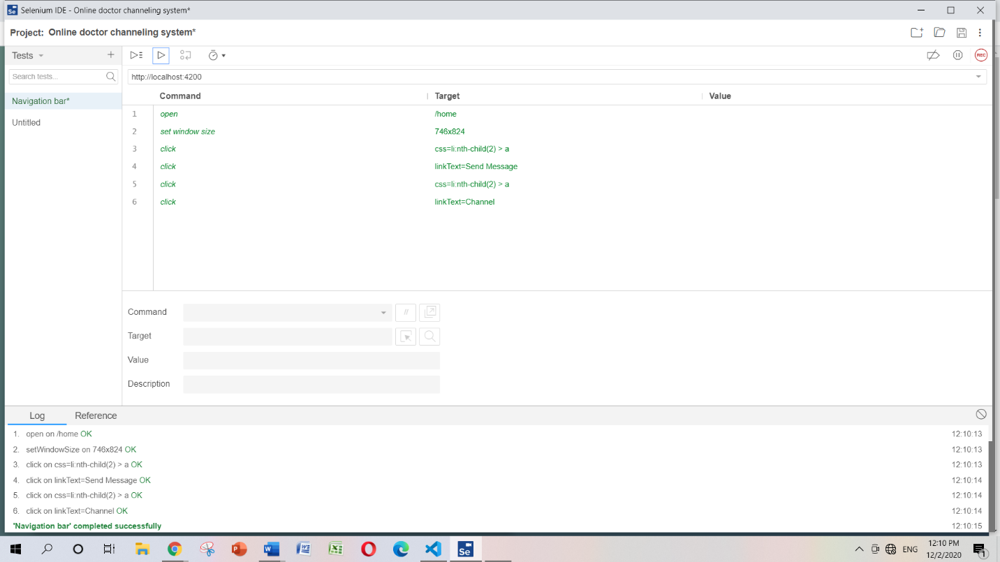 Se Selenium IDE - Online doctor channeling system*
Project: Online doctor channeling system*
Tests
Search tests...
Navigation bar*
Untitled
REC
http://localhost:4200
Command Target Value
1 open /home
2 set window size 746x824
3 click css=li:nth-child(2) > a
4 click linkText=Send Message
5 click css=li:nth-child(2) > a
6 click linkText=Channel
Command //
Target
Value
Description
Log Reference
1. open on /home OK 12:10:13
2. setWindowSize on 746x824 OK 12:10:13
3. click on css=li:nth-child(2) > a OK 12:10:13
4. click on linkText=Send Message OK 12:10:14
5. click on css=li:nth-child(2) > a OK 12:10:14
6. click on linkText=Channel OK 12:10:14
'Navigation bar' completed successfully 12:10:15
Se
ENG
12:10 PM
12/2/2020
1